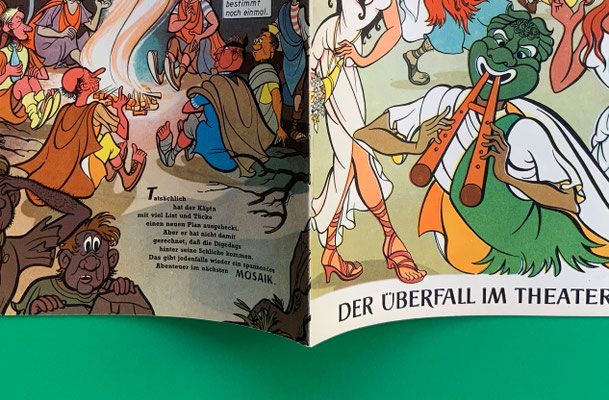 bestimmt
noch einmal.
Tatsächlich
hat der Käptn
mit viel List und Tücke
einen neuen Plan ausgeheckt.
Aber er hat nicht damit
gerechnet, daß die Digedags
hinter seine Schliche kommen.
Das gibt jedenfalls wieder ein spannendes
Abenteuer im nächsten MOSAIK.
DER ÜBERFALL IM THEATER